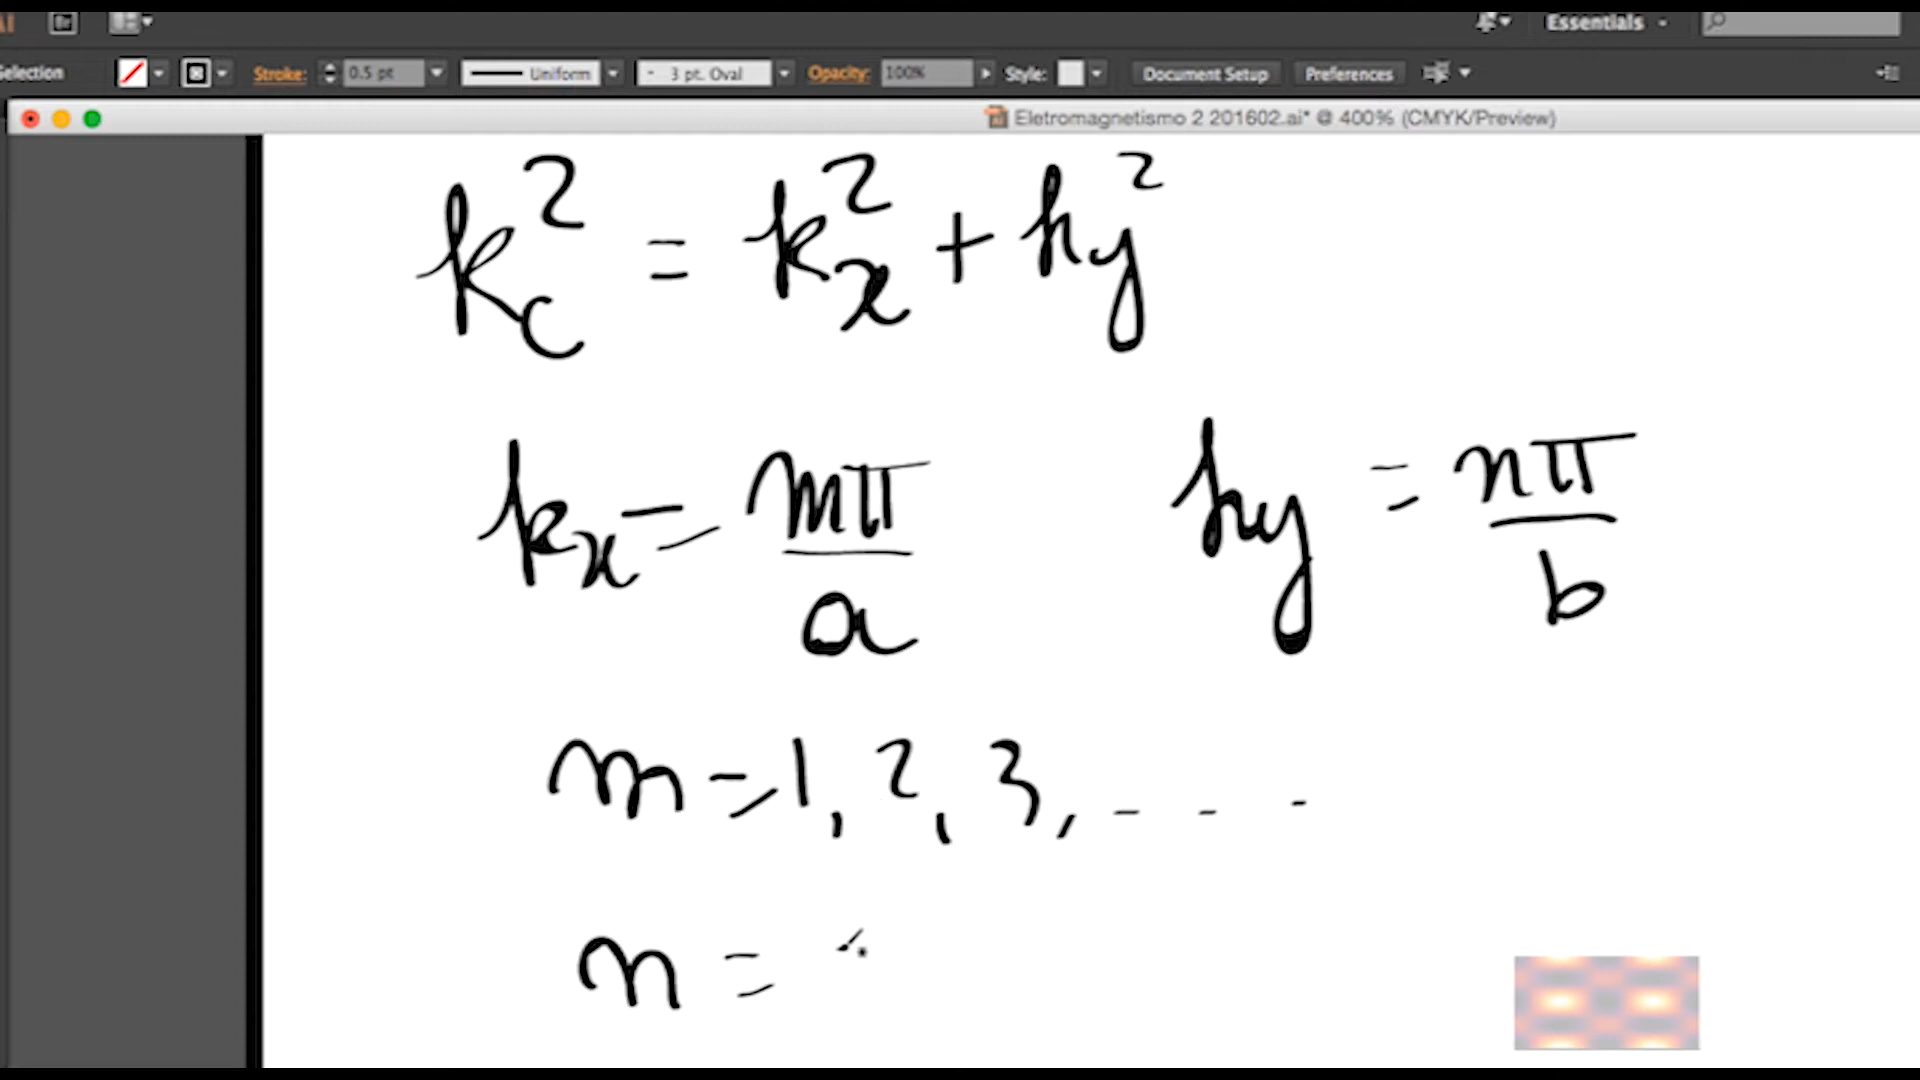 Br Essentials
Selection Stroke: 0.5 pt Uniform 3 pt. Oval Opacity: 100% Style: Document Setup Preferences
Eletromagnetismo 2 201602.ai* @ 400% (CMYK/Preview)
k_c^2 = k_x^2 + k_y^2
k_x = mπ/a k_y = nπ/b
m = 1, 2, 3, - - -
n =